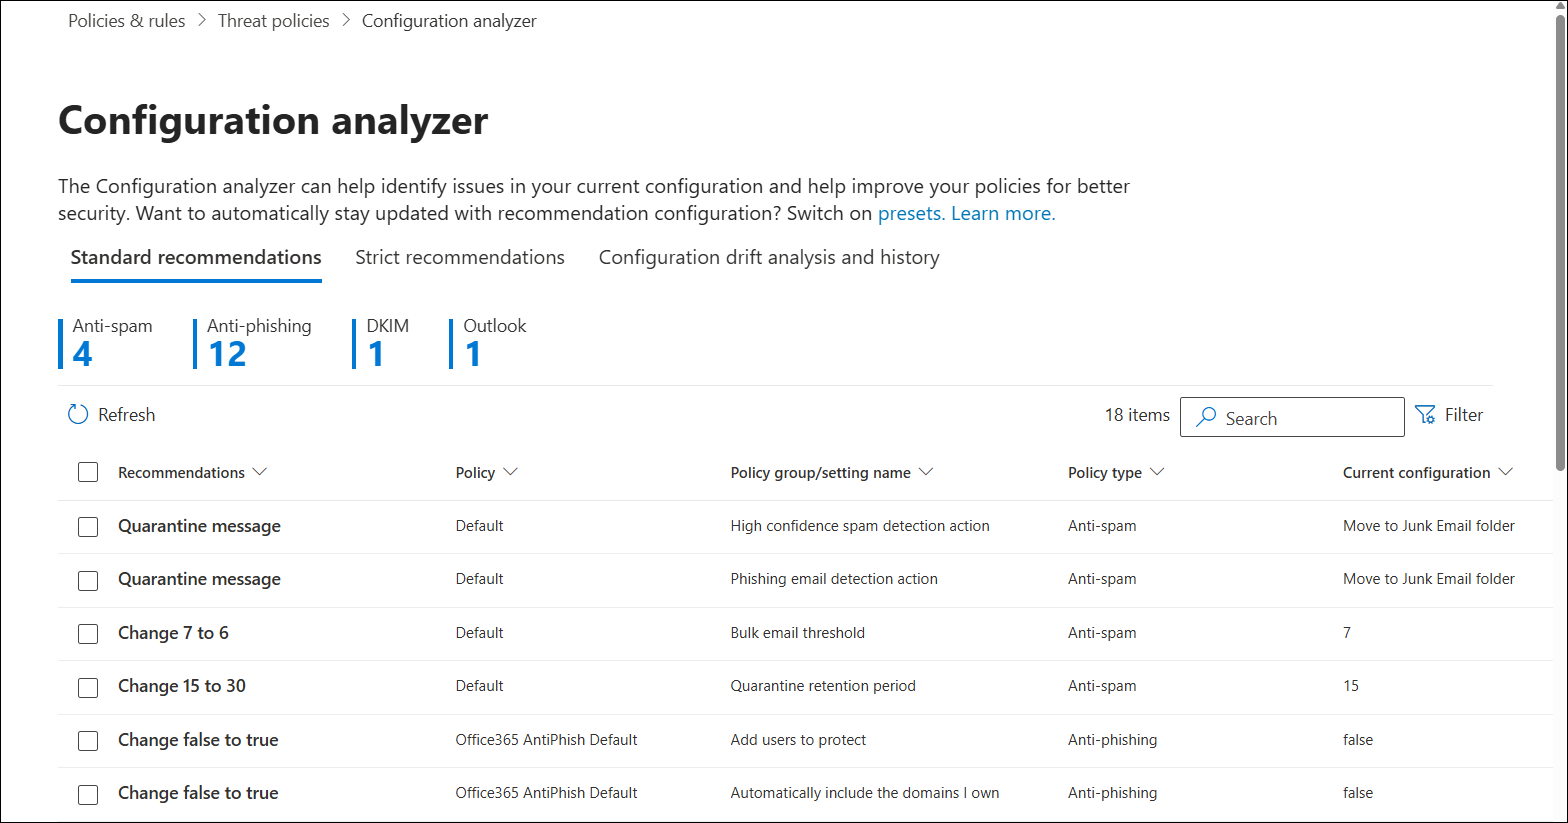 Policies & rules > Threat policies > Configuration analyzer
Configuration analyzer
The Configuration analyzer can help identify issues in your current configuration and help improve your policies for better
security. Want to automatically stay updated with recommendation configuration? Switch on presets. Learn more.
Standard recommendations Strict recommendations Configuration drift analysis and history
Anti-spam Anti-phishing DKIM Outlook
4 12 1 1
Refresh 18 items Search Filter
Recommendations Policy Policy group/setting name Policy type Current configuration
Quarantine message Default High confidence spam detection action Anti-spam Move to Junk Email folder
Quarantine message Default Phishing email detection action Anti-spam Move to Junk Email folder
Change 7 to 6 Default Bulk email threshold Anti-spam 7
Change 15 to 30 Default Quarantine retention period Anti-spam 15
Change false to true Office365 AntiPhish Default Add users to protect Anti-phishing false
Change false to true Office365 AntiPhish Default Automatically include the domains I own Anti-phishing false